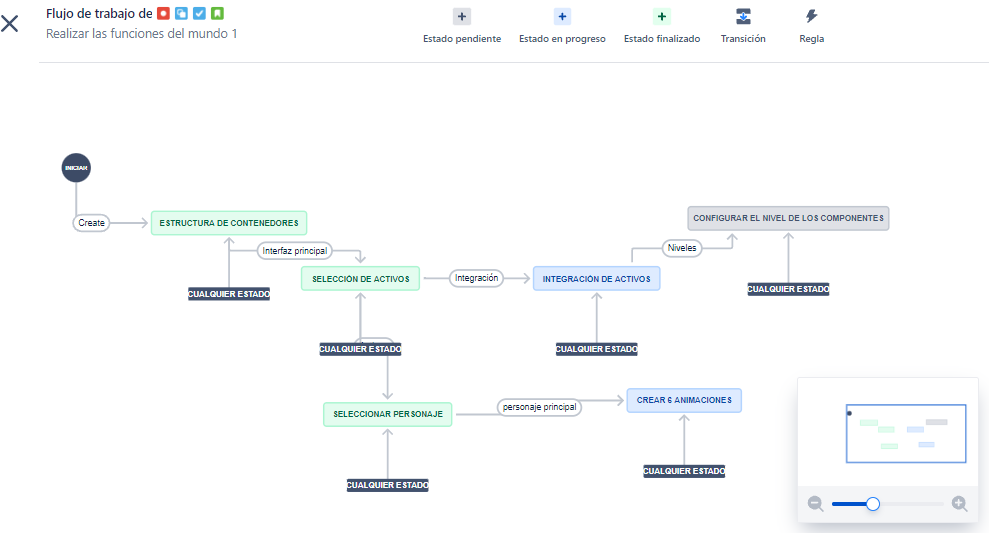 Flujo de trabajo de
Realizar las funciones del mundo 1
Estado pendiente
Estado en progreso
Estado finalizado
Transición
Regla
INICIAR
Create
ESTRUCTURA DE CONTENEDORES
CONFIGURAR EL NIVEL DE LOS COMPONENTES
Interfaz principal
Niveles
SELECCIÓN DE ACTIVOS
Integración
INTEGRACIÓN DE ACTIVOS
CUALQUIER ESTADO
CUALQUIER ESTADO
CUALQUIER ESTADO
CUALQUIER ESTADO
SELECCIONAR PERSONAJE
personaje principal
CREAR 6 ANIMACIONES
CUALQUIER ESTADO
CUALQUIER ESTADO